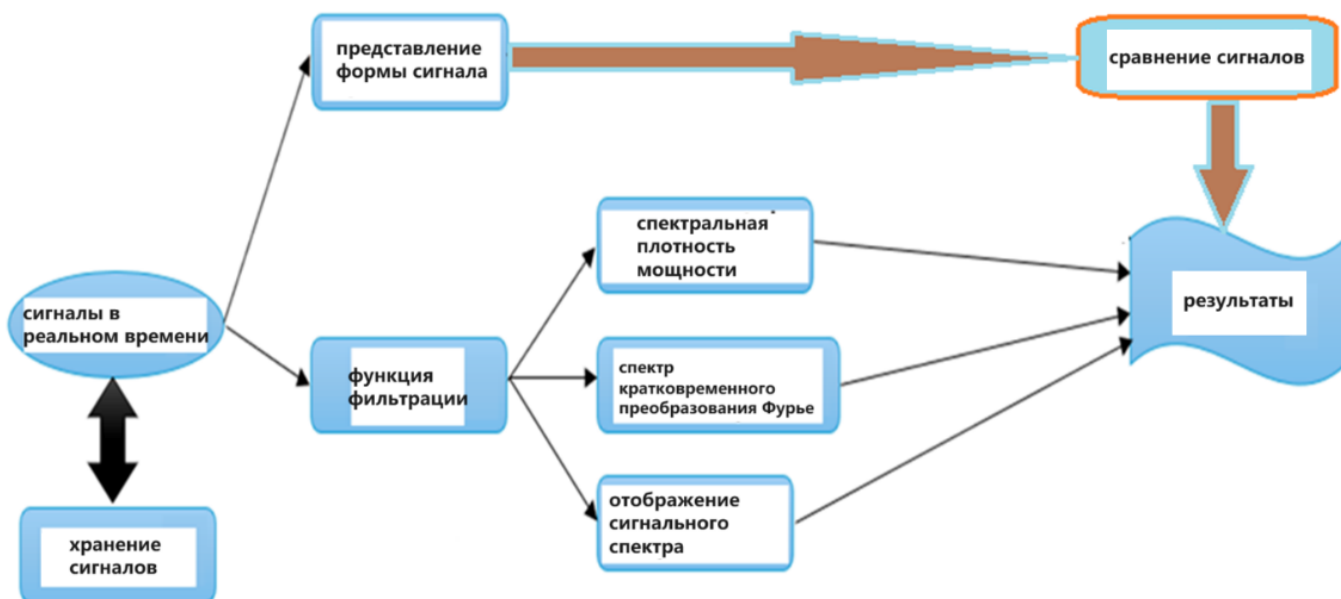 представление
формы сигнала
сравнение сигналов
спектральная
плотность
мощности
результаты
сигналы в
реальном времени
функция
фильтрации
спектр
кратковременного
преобразования Фурье
отображение
сигнального
спектра
хранение
сигналов